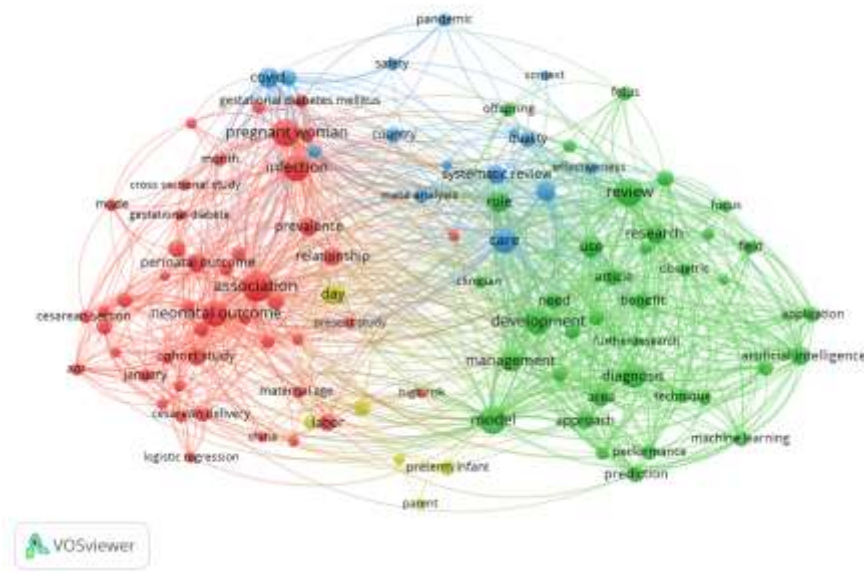 pandemic
safety
covid
context
fetus
gestational diabetes mellitus
offspring
pregnant woman
country
quality
month
infection
effectiveness
systematic review
cross sectional study
meta analysis
review
mode
role
focus
gestational diabete
prevalence
research
care
use
field
relationship
perinatal outcome
article
obstetric
association
clinician
day
need
benefit
neonatal outcome
cesarean section
present study
development
application
further research
cohort study
artificial intelligence
management
january
diagnosis
maternal age
high risk
area
technique
cesarean delivery
labor
model
approach
machine learning
logistic regression
performance
preterm infant
prediction
parent
VOSviewer